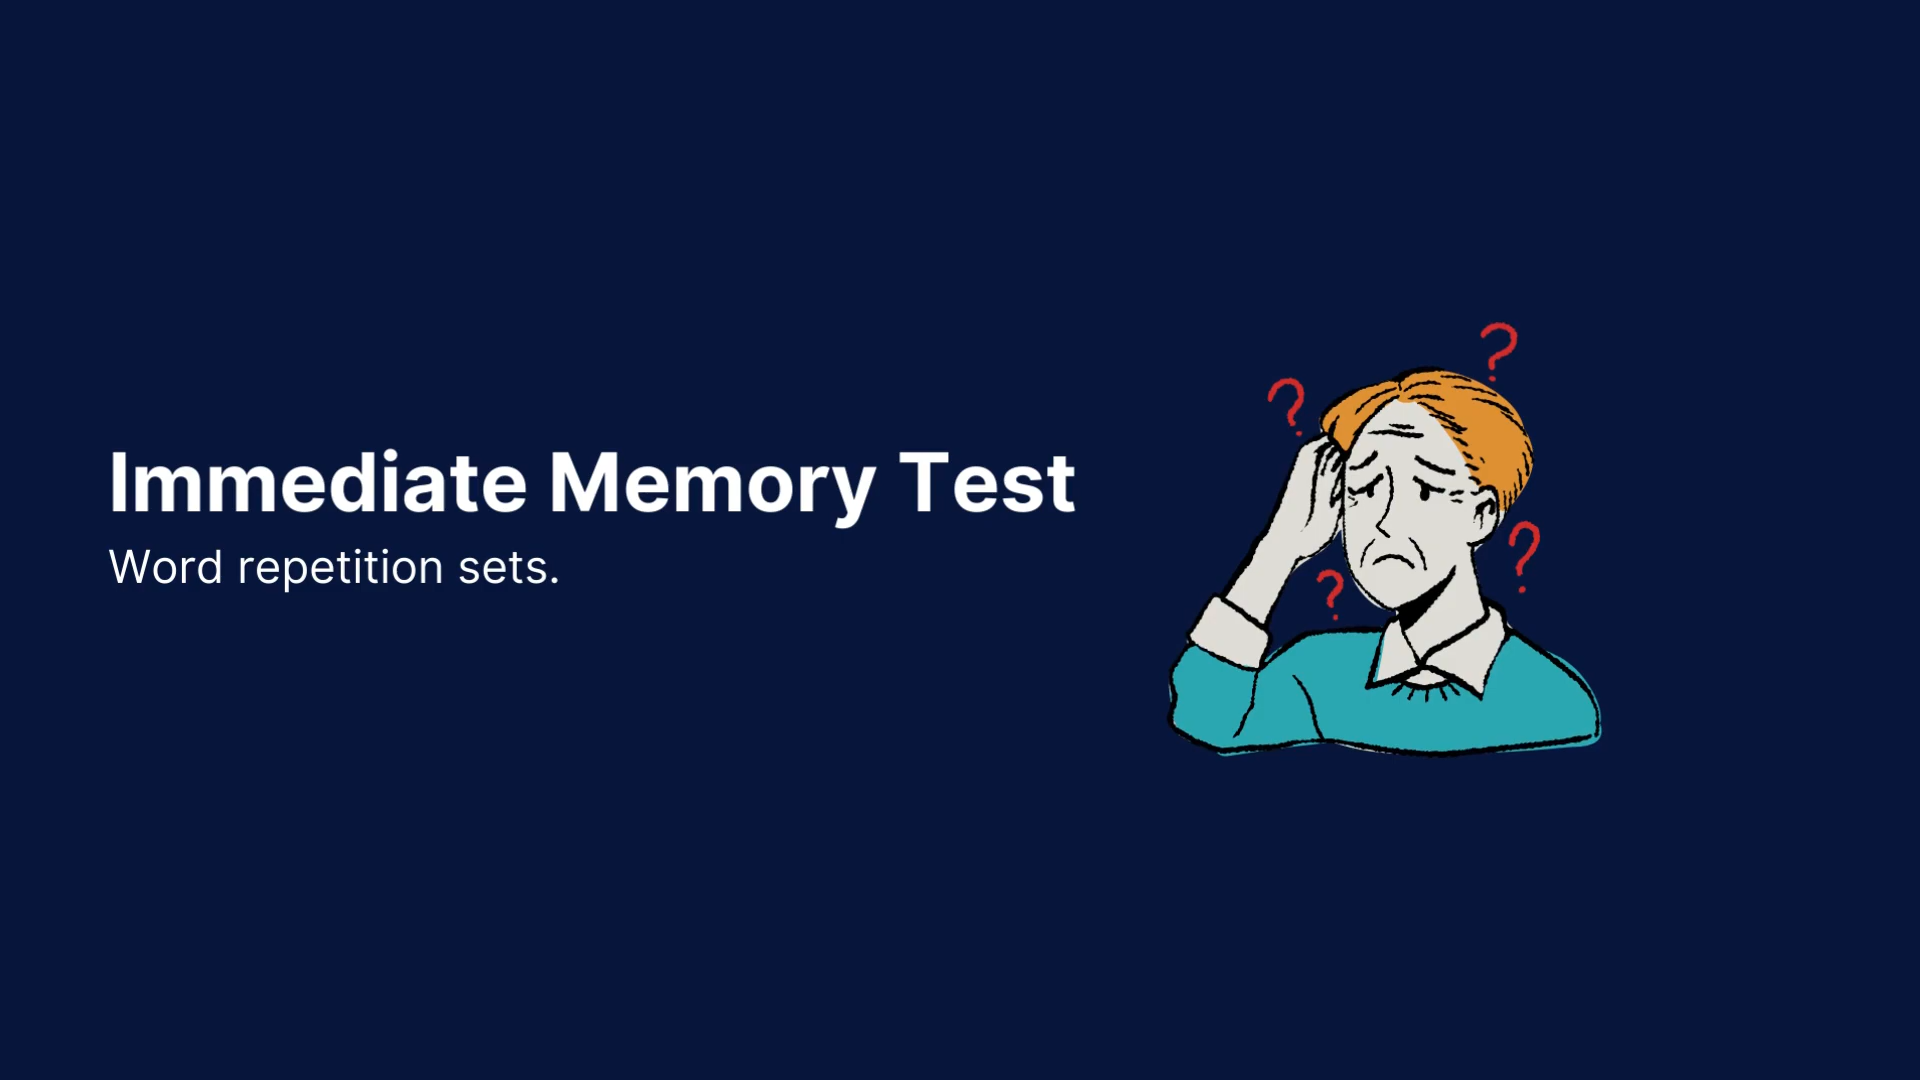 Immediate Memory Test
Word repetition sets.
? ? ? ?